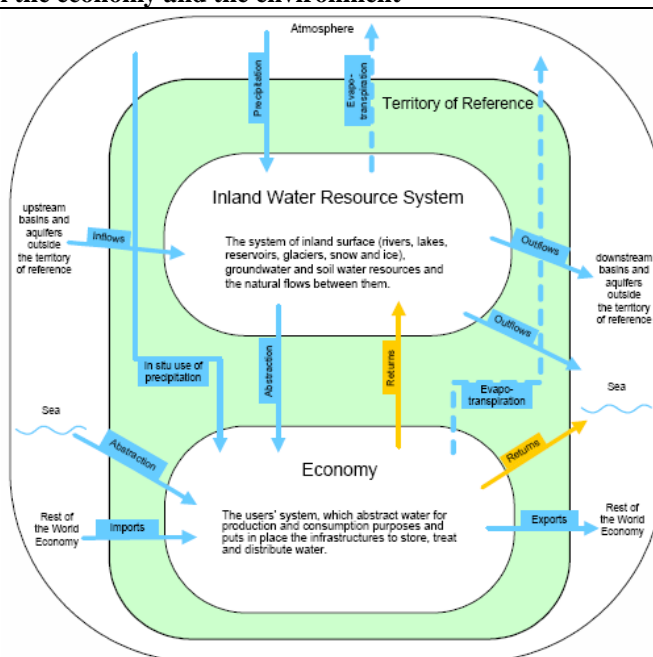 the economy and the environment
Atmosphere
Precipitation
Evapo-
transpiration
Territory of Reference
Inland Water Resource System
The system of inland surface (rivers, lakes,
reservoirs, glaciers, snow and ice),
groundwater and soil water resources and
the natural flows between them.
upstream
basins and
aquifers
outside
the territory
of reference
Inflows
Outflows
downstream
basins and
aquifers
outside
the territory
of reference
Outflows
In situ use of
precipitation
Abstraction
Returns
Evapo-
transpiration
Sea
Sea
Abstraction
Returns
Economy
The users' system, which abstract water for
production and consumption purposes and
puts in place the infrastructures to store, treat
and distribute water.
Rest of
the World
Economy
Imports
Exports
Rest of
the World
Economy